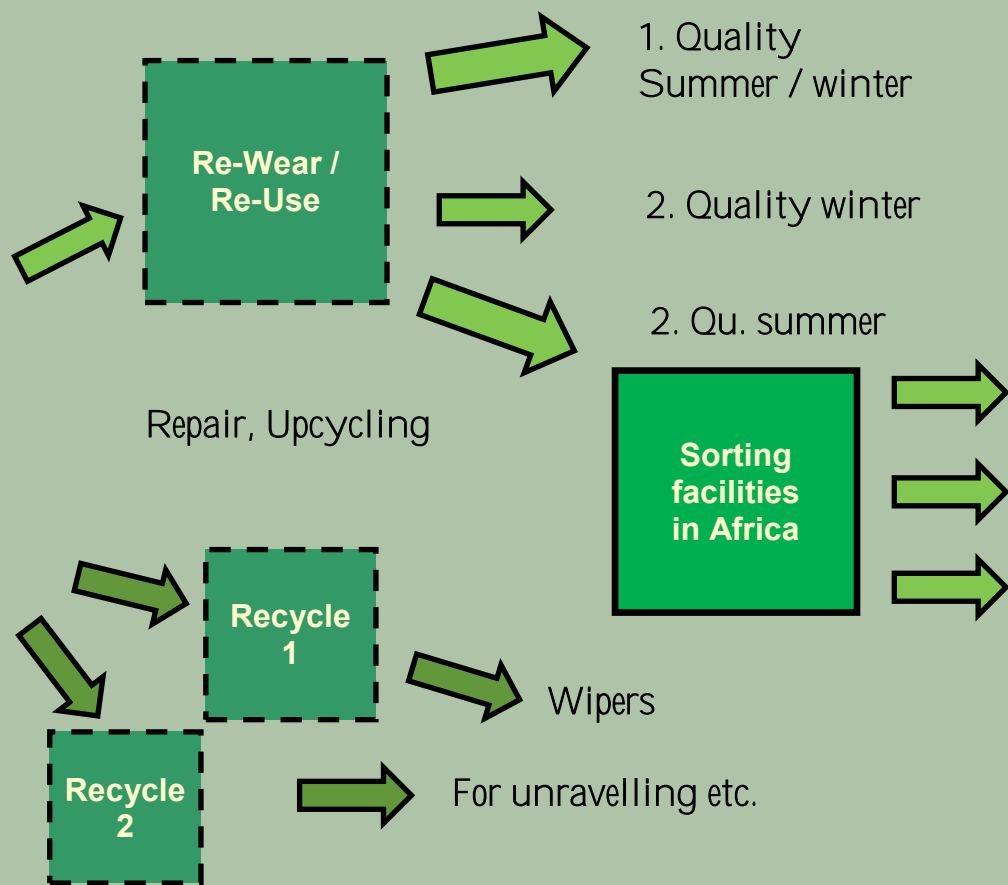 1. Quality
Summer / winter
Re-Wear /
Re-Use
2. Quality winter
2. Qu. summer
Repair, Upcycling
Sorting
facilities
in Africa
Recycle
1
Wipers
Recycle
2
For unravelling etc.